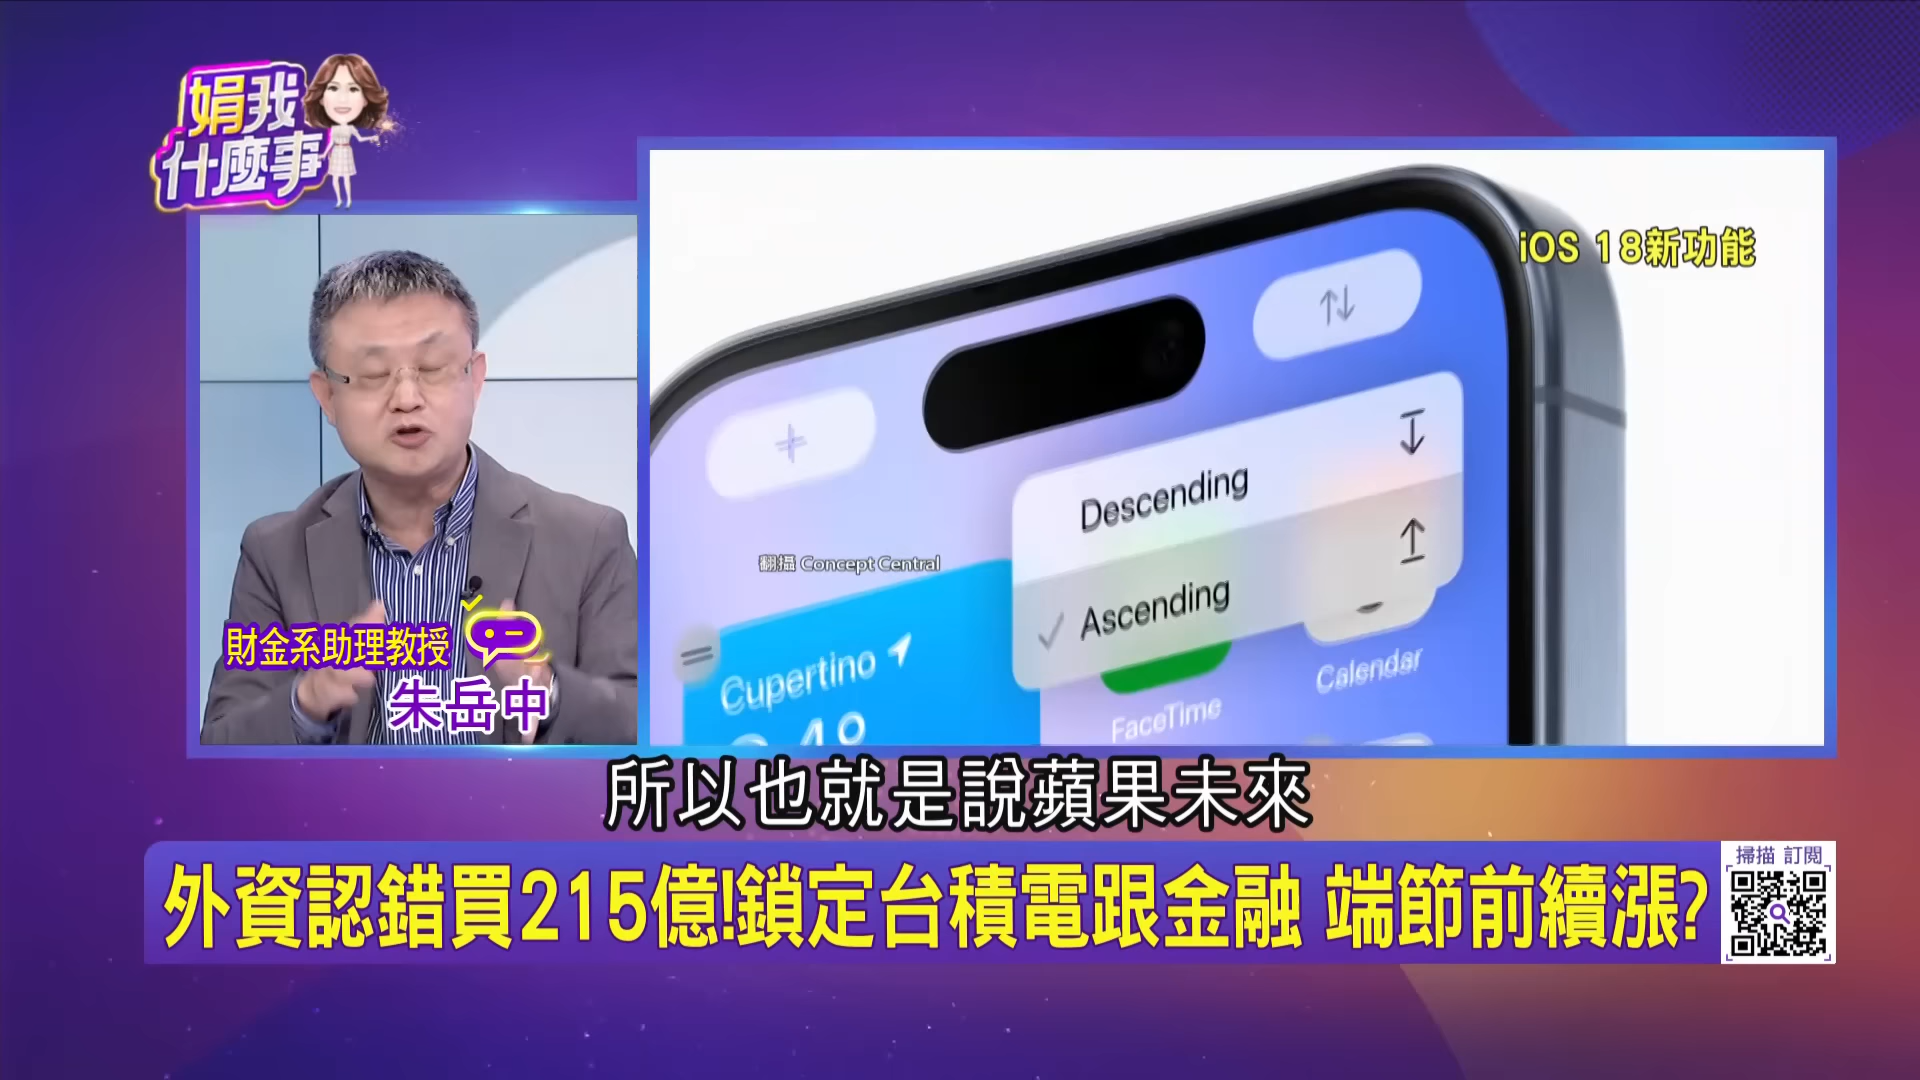 娟我
什麼事
iOS 18新功能
Descending
Ascending
翻攝 Concept Central
Cupertino
Calendar
FaceTime
財金系助理教授
朱岳中
所以也就是說蘋果未來
外資認錯買215億!鎖定台積電跟金融 端節前續漲?
掃描 訂閱